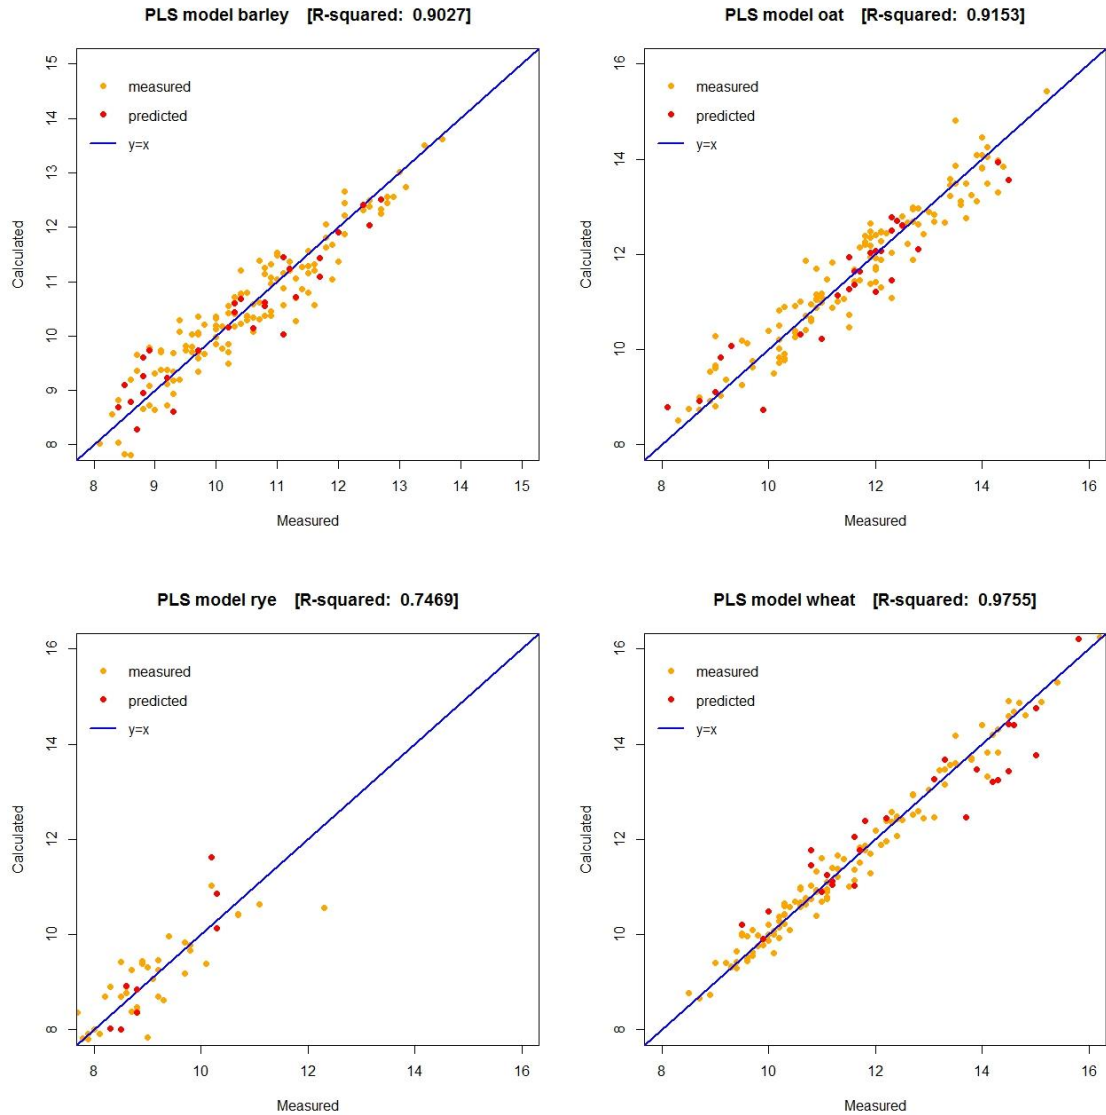 PLS model barley [R-squared: 0.9027]
15
14
13
12
11
10
9
8
Calculated
measured
predicted
y=x
8 9 10 11 12 13 14 15
Measured
PLS model oat [R-squared: 0.9153]
16
14
12
10
8
Calculated
measured
predicted
y=x
8 10 12 14 16
Measured
PLS model rye [R-squared: 0.7469]
16
14
12
10
8
Calculated
measured
predicted
y=x
8 10 12 14 16
Measured
PLS model wheat [R-squared: 0.9755]
16
14
12
10
8
Calculated
measured
predicted
y=x
8 10 12 14 16
Measured